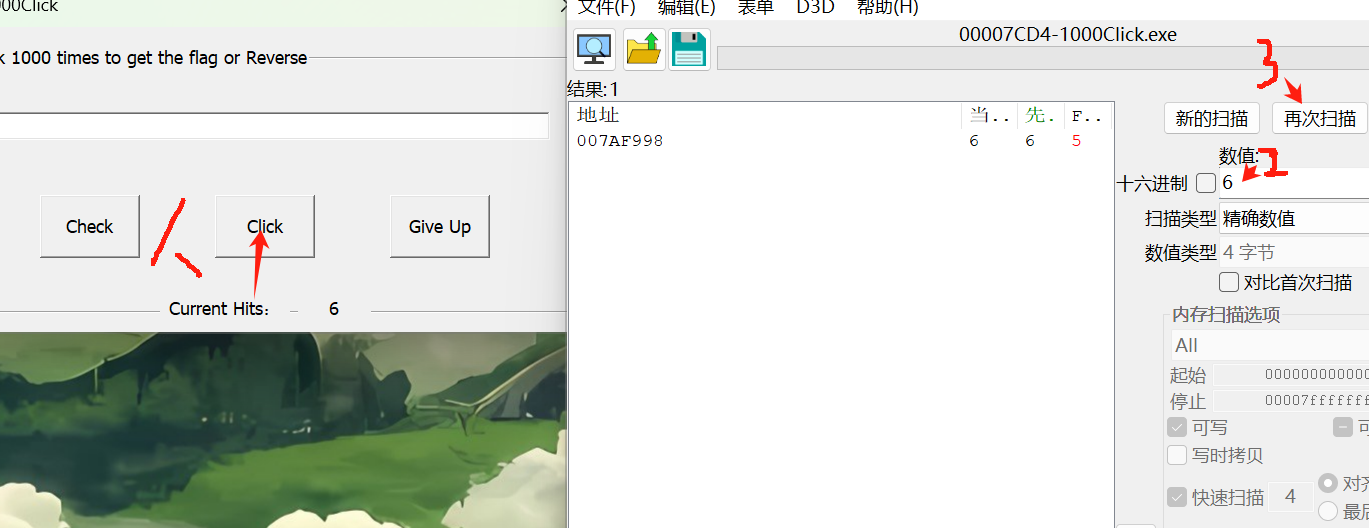 000Click
k 1000 times to get the flag or Reverse
Check
Click
Give Up
Current Hits:
6
文件(F) 编辑(E) 表单 D3D 帮助(H)
00007CD4-1000Click.exe
3
结果:1
地址 当.. 先. F..
007AF998 6 6 5
新的扫描 再次扫描
数值:
十六进制 6
扫描类型 精确数值
数值类型 4 字节
对比首次扫描
内存扫描选项
All
起始 000000000000
停止 00007fffffff
可写
写时拷贝
快速扫描 4 对齐
最后